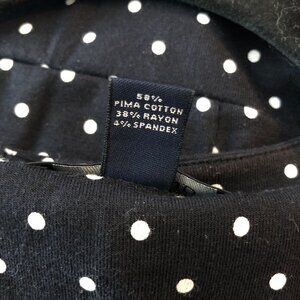 58%
PIMA COTTON
38% RAYON
4% SPANDEX